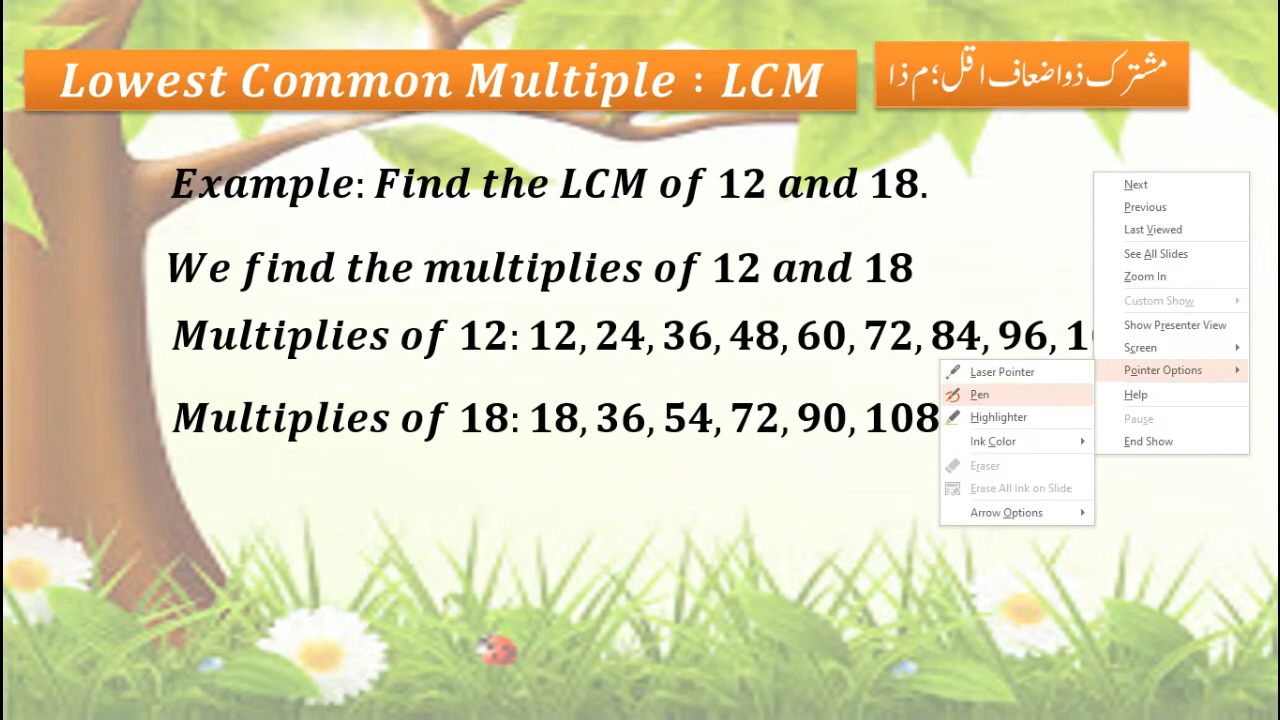 Lowest Common Multiple : LCM
مشترک ذواضعاف اقل؛ م ذ ا
Example: Find the LCM of 12 and 18.
We find the multiplies of 12 and 18
Multiplies of 12: 12, 24, 36, 48, 60, 72, 84, 96,
Multiplies of 18: 18, 36, 54, 72, 90, 108
Next
Previous
Last Viewed
See All Slides
Zoom In
Custom Show
Show Presenter View
Screen
Pointer Options
Help
Pause
End Show
Laser Pointer
Pen
Highlighter
Ink Color
Eraser
Erase All Ink on Slide
Arrow Options